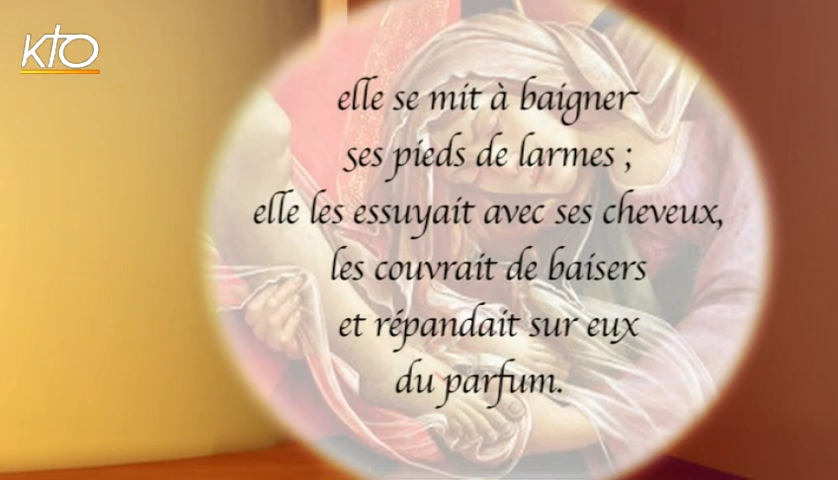 KTO
elle se mit à baigner
ses pieds de larmes ;
elle les essuyait avec ses cheveux,
les couvrait de baisers
et répandait sur eux
du parfum.